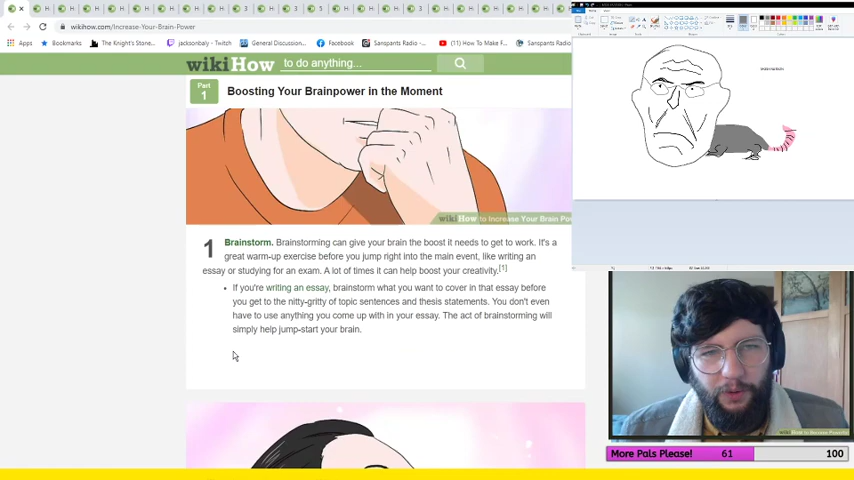 wikihow.com/Increase-Your-Brain-Power
Bookmarks
The Knight's Stone...
jacksonbaly - Twitch
General Discussion...
Facebook
Sanspants Radio -...
(11) How To Make F...
Sanspants Radio
wikiHow to do anything...
Part
1
Boosting Your Brainpower in the Moment
wikiHow to Increase Your Brain Po
1 Brainstorm. Brainstorming can give your brain the boost it needs to get to work. It's a
great warm-up exercise before you jump right into the main event, like writing an
essay or studying for an exam. A lot of times it can help boost your creativity.[1]
• If you're writing an essay, brainstorm what you want to cover in that essay before
you get to the nitty-gritty of topic sentences and thesis statements. You don't even
have to use anything you come up with in your essay. The act of brainstorming will
simply help jump-start your brain.
More Pals Please! 61 100